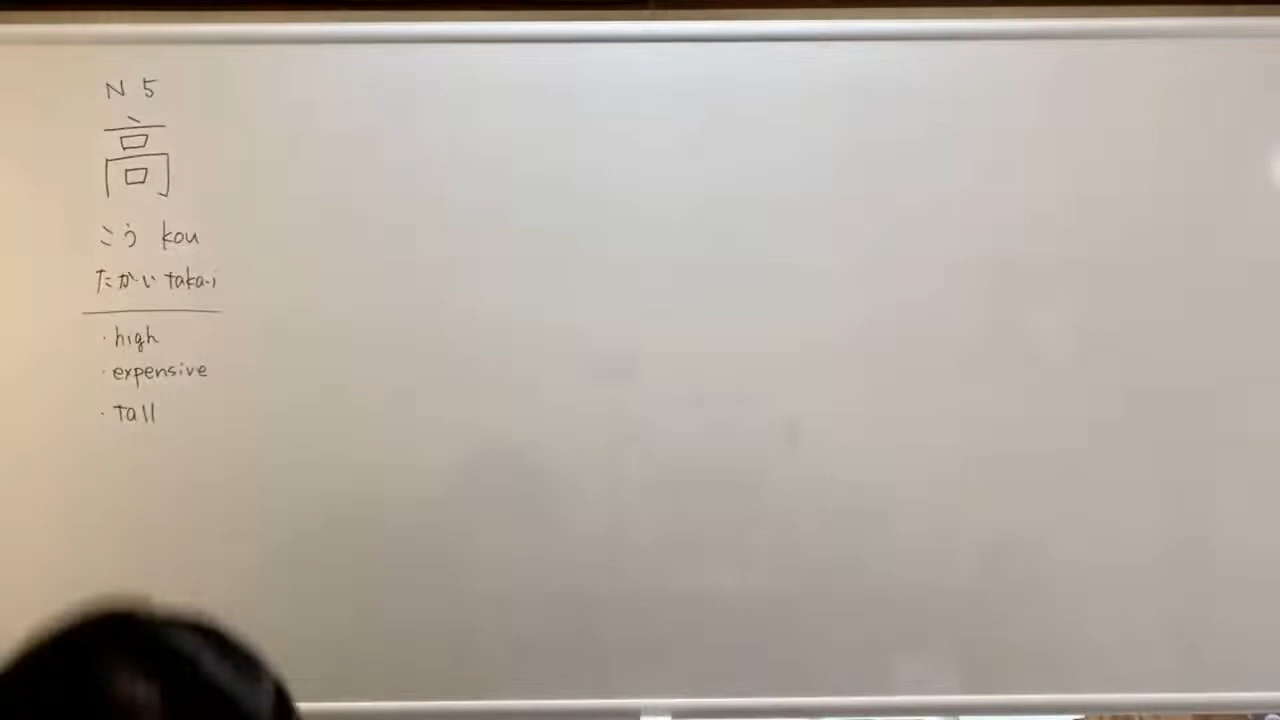 N 5
高
こう kou
たかい taka-i
・high
・expensive
・tall